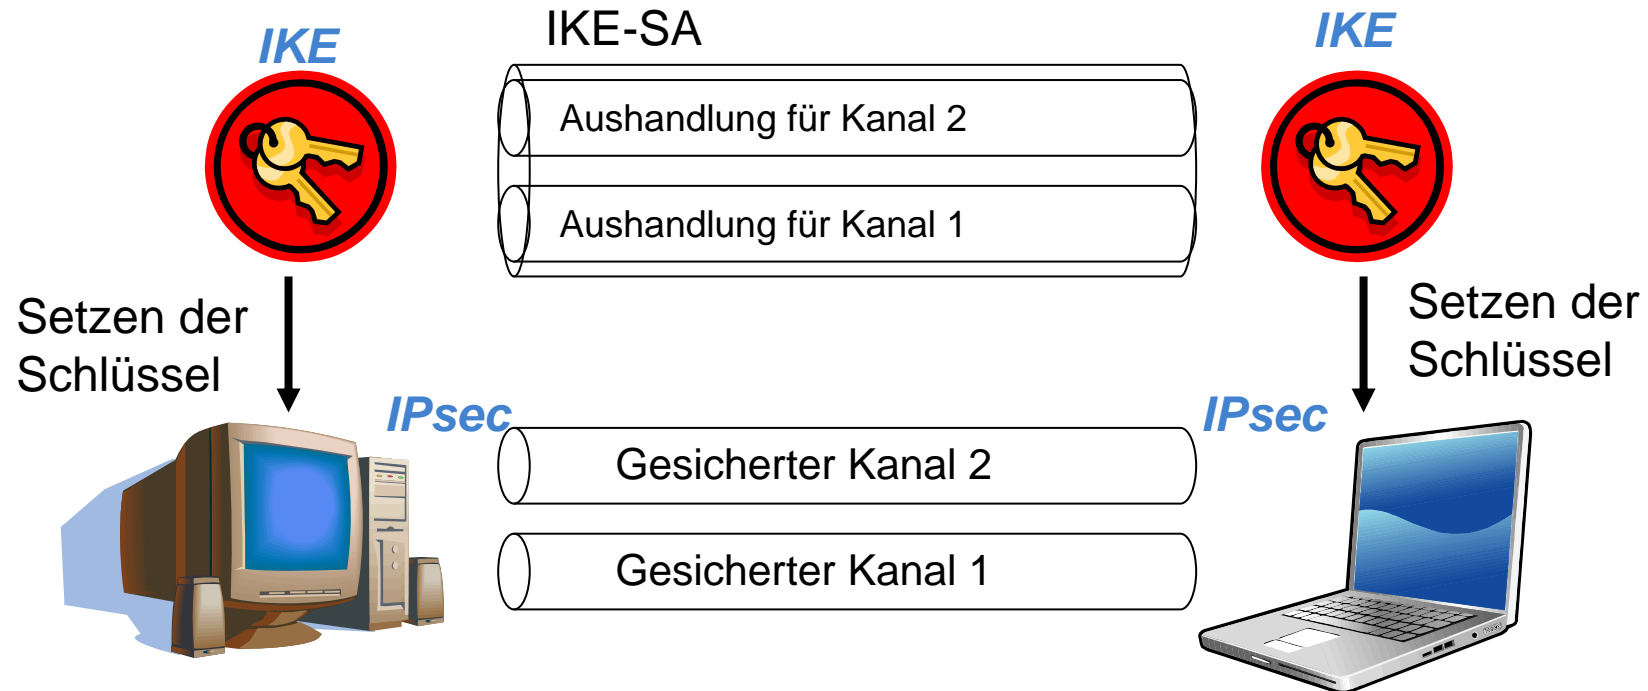 IKE
IKE-SA
IKE
Aushandlung für Kanal 2
Aushandlung für Kanal 1
Setzen der
Schlüssel
Setzen der
Schlüssel
IPsec
IPsec
Gesicherter Kanal 2
Gesicherter Kanal 1